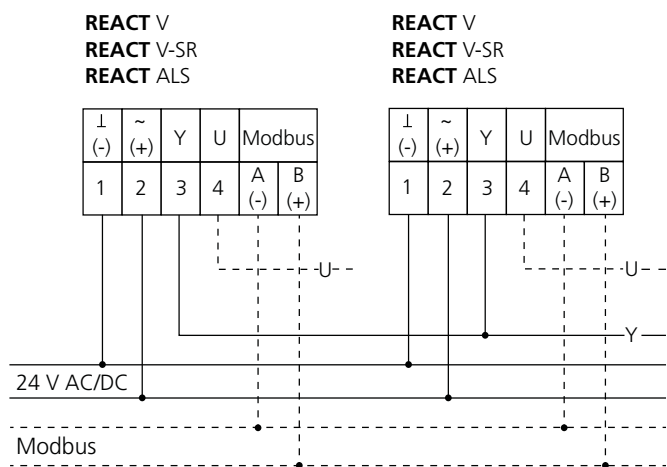 REACT V
REACT V-SR
REACT ALS
REACT V
REACT V-SR
REACT ALS
⊥ ~ Y U Modbus
(-) (+)
1 2 3 4 A B
(-) (+)
⊥ ~ Y U Modbus
(-) (+)
1 2 3 4 A B
(-) (+)
U
U
Y
24 V AC/DC
Modbus